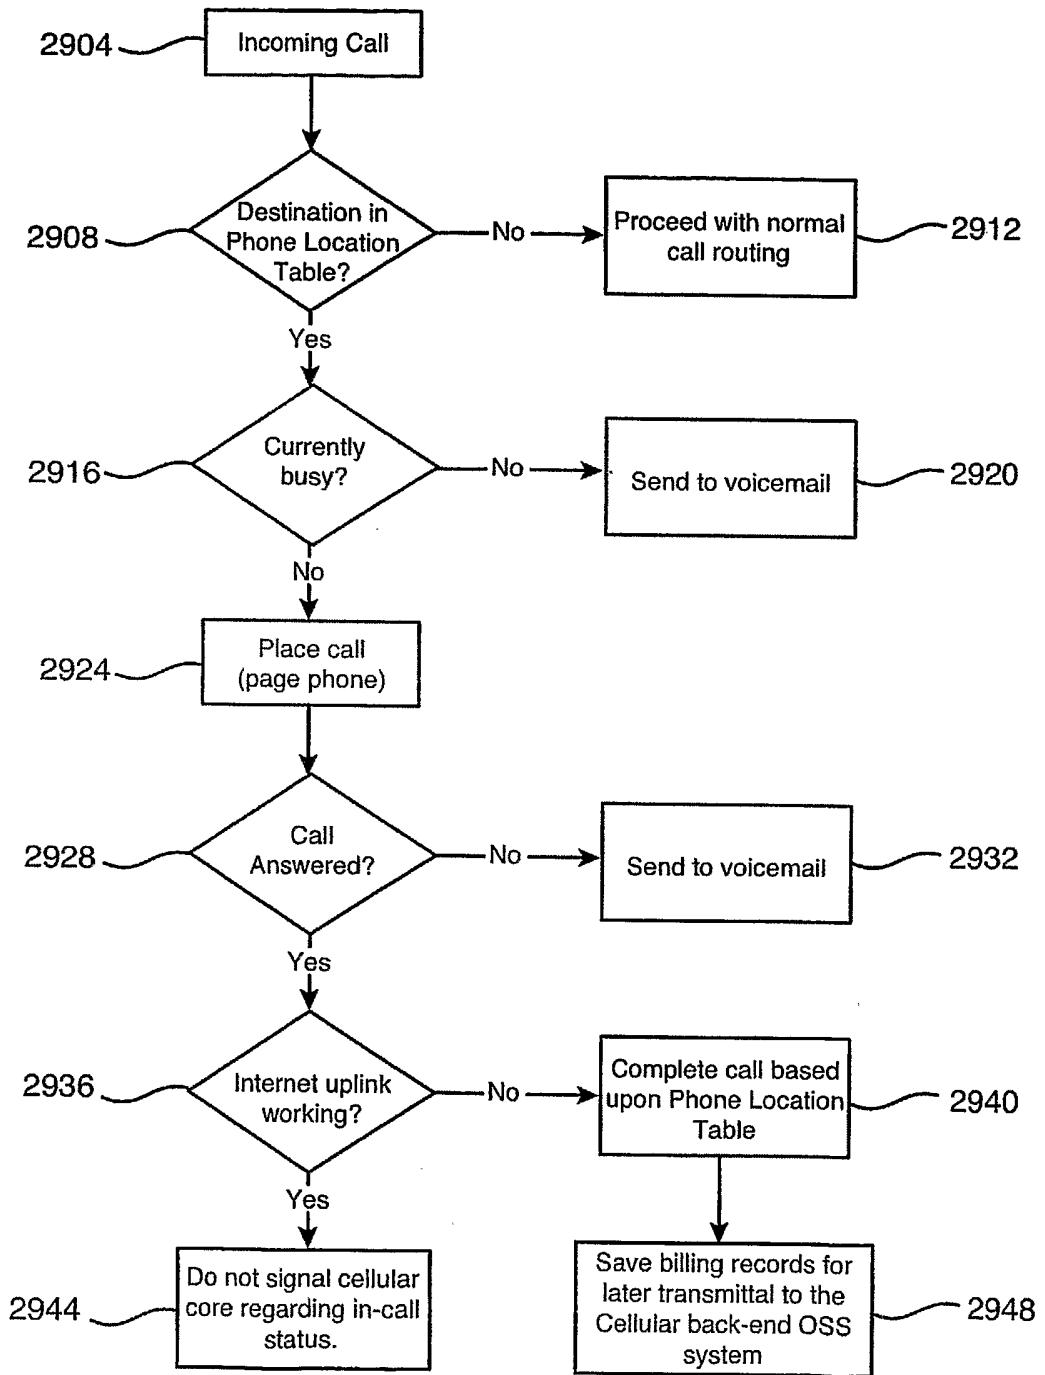 2904
Incoming Call
2908
Destination in
Phone Location
Table?
No
Proceed with normal
call routing
2912
Yes
2916
Currently
busy?
No
Send to voicemail
2920
No
2924
Place call
(page phone)
2928
Call
Answered?
No
Send to voicemail
2932
Yes
2936
Internet uplink
working?
No
Complete call based
upon Phone Location
Table
2940
Yes
2944
Do not signal cellular
core regarding in-call
status.
Save billing records for
later transmittal to the
Cellular back-end OSS
system
2948